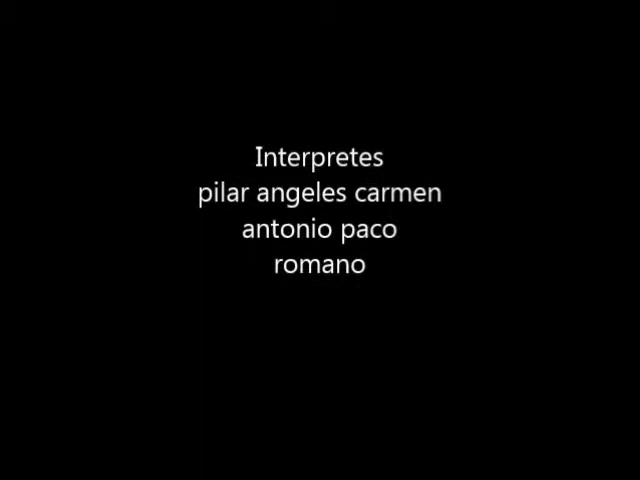 Interpretes
pilar angeles carmen
antonio paco
romano